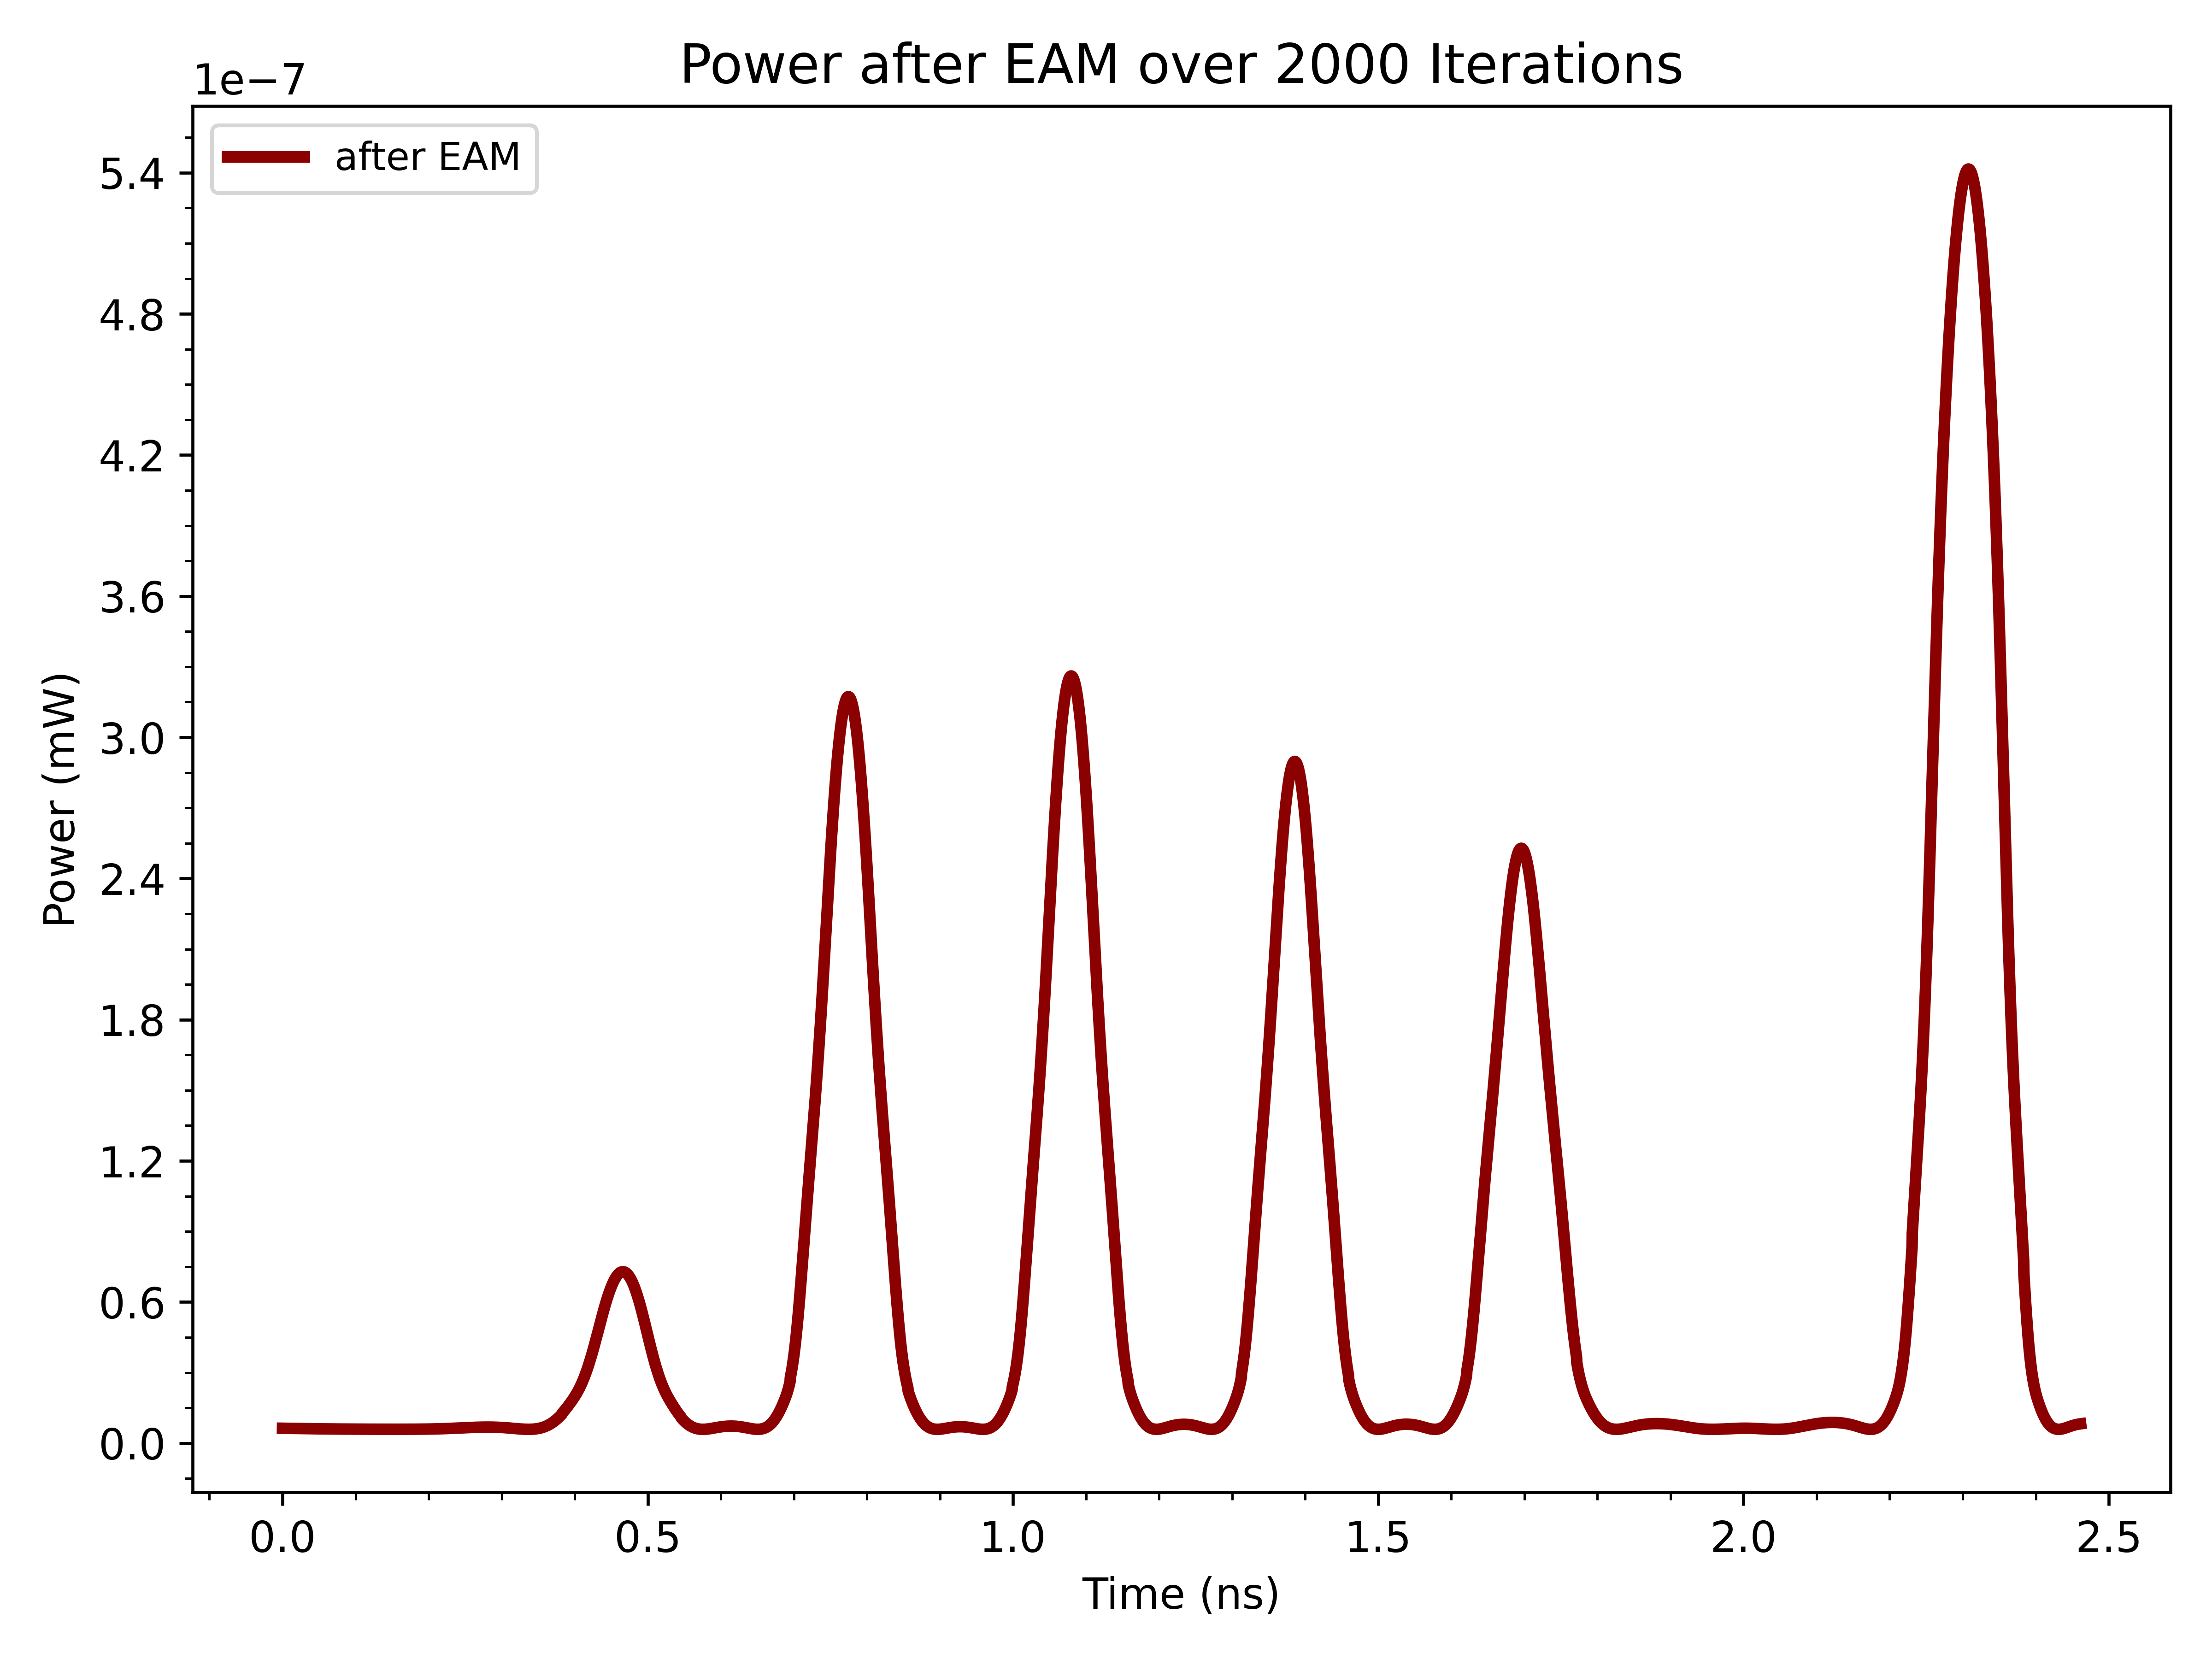 Power after EAM over 2000 Iterations
1e−7
after EAM
5.4
4.8
4.2
3.6
3.0
2.4
1.8
1.2
0.6
0.0
Power (mW)
0.0 0.5 1.0 1.5 2.0 2.5
Time (ns)